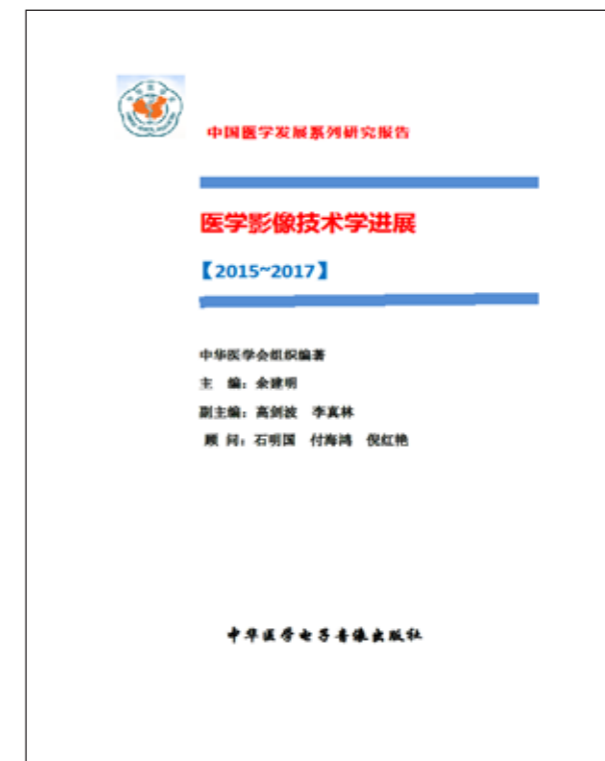 中国医学发展系列研究报告
医学影像技术学进展
【2015~2017】
中华医学会组织编著
主 编：余建明
副主编：高剑波 李真林
顾 问：石明国 付海鸿 倪红艳
中华医学电子音像出版社